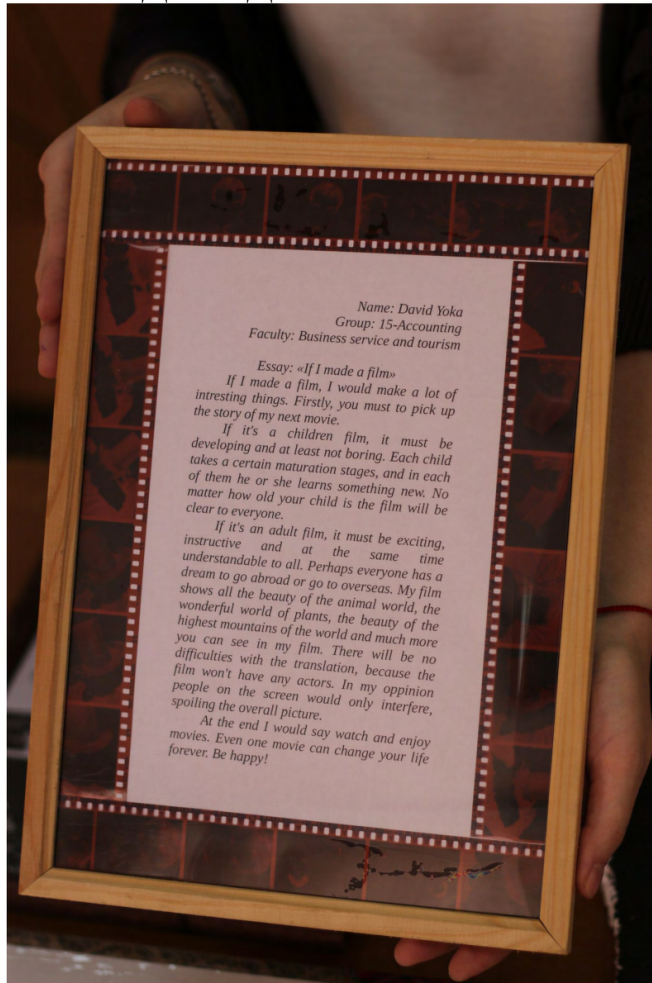 Name: David Yoka
Group: 15-Accounting
Faculty: Business service and tourism
Essay: «If I made a film»
If I made a film, I would make a lot of
intresting things. Firstly, you must to pick up
the story of my next movie.
If it's a children film, it must be
developing and at least not boring. Each child
takes a certain maturation stages, and in each
of them he or she learns something new. No
matter how old your child is the film will be
clear to everyone.
If it's an adult film, it must be exciting,
instructive and at the same time
understandable to all. Perhaps everyone has a
dream to go abroad or go to overseas. My film
shows all the beauty of the animal world, the
wonderful world of plants, the beauty of the
highest mountains of the world and much more
you can see in my film. There will be no
difficulties with the translation, because the
film won't have any actors. In my oppinion
people on the screen would only interfere,
spoiling the overall picture.
At the end I would say watch and enjoy
movies. Even one movie can change your life
forever. Be happy!